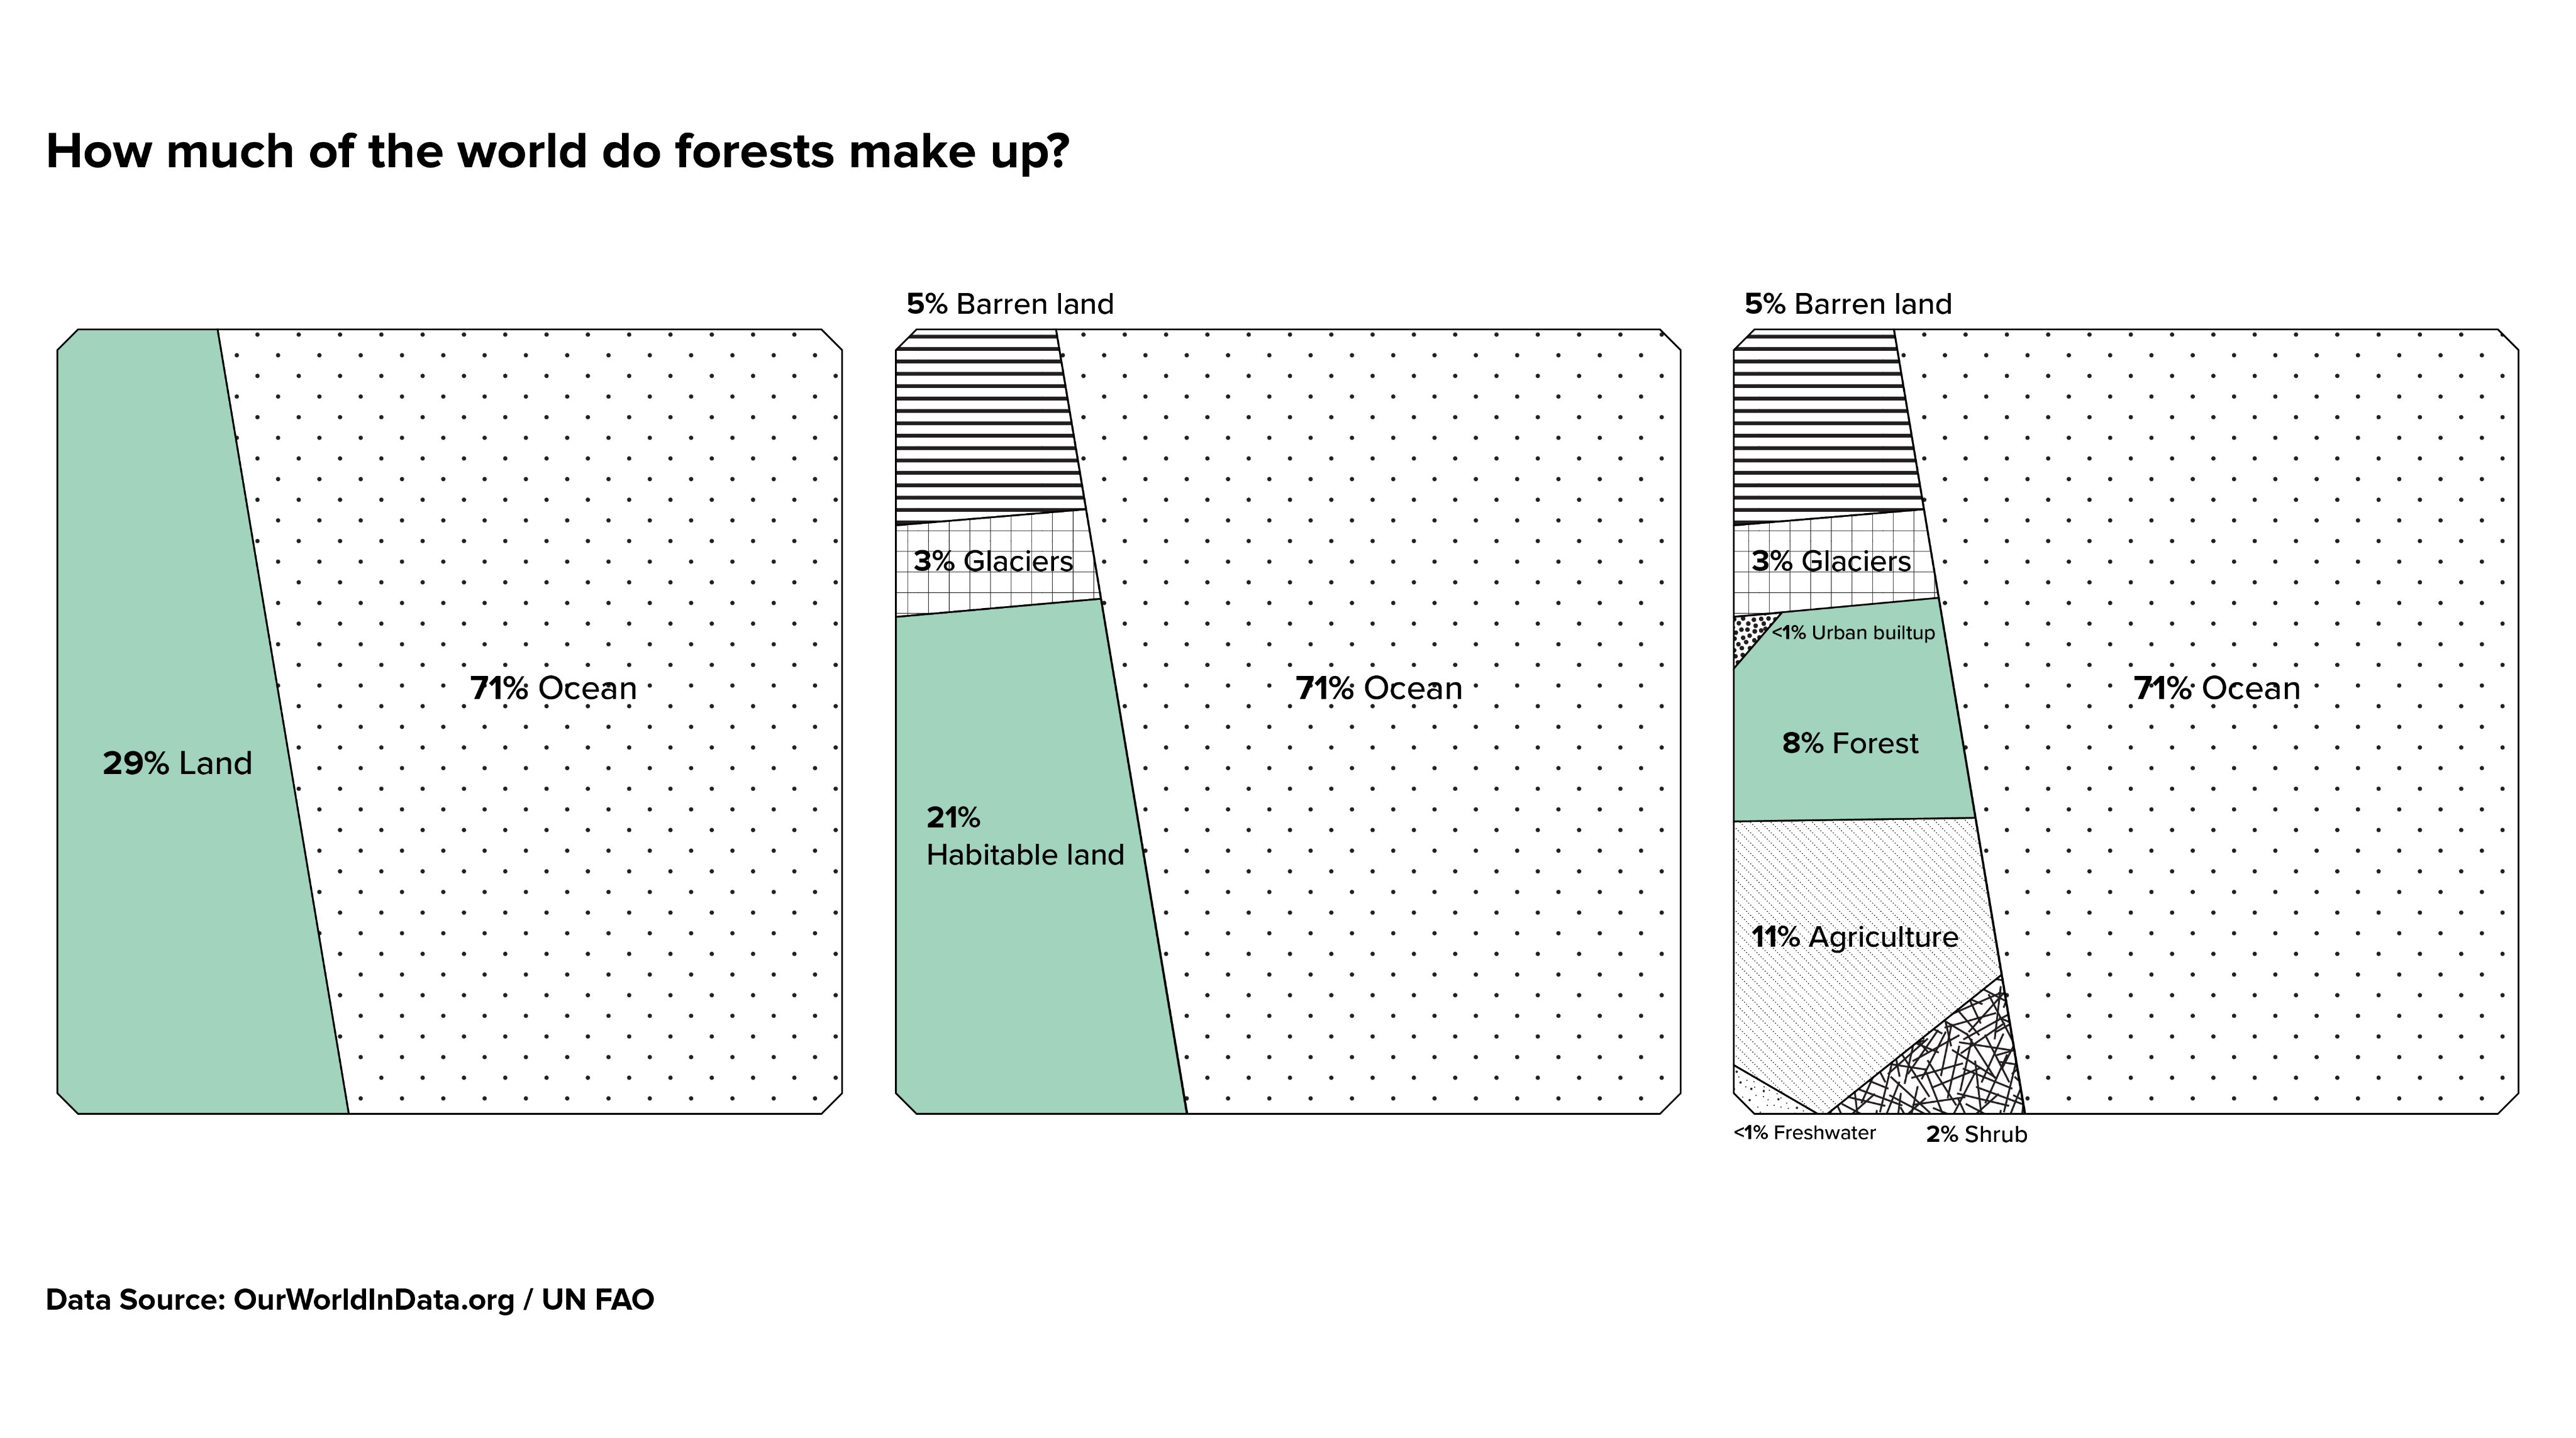 How much of the world do forests make up?
29% Land
71% Ocean
5% Barren land
3% Glaciers
21%
Habitable land
71% Ocean
5% Barren land
3% Glaciers
<1% Urban builtup
8% Forest
11% Agriculture
71% Ocean
<1% Freshwater
2% Shrub
Data Source: OurWorldInData.org / UN FAO